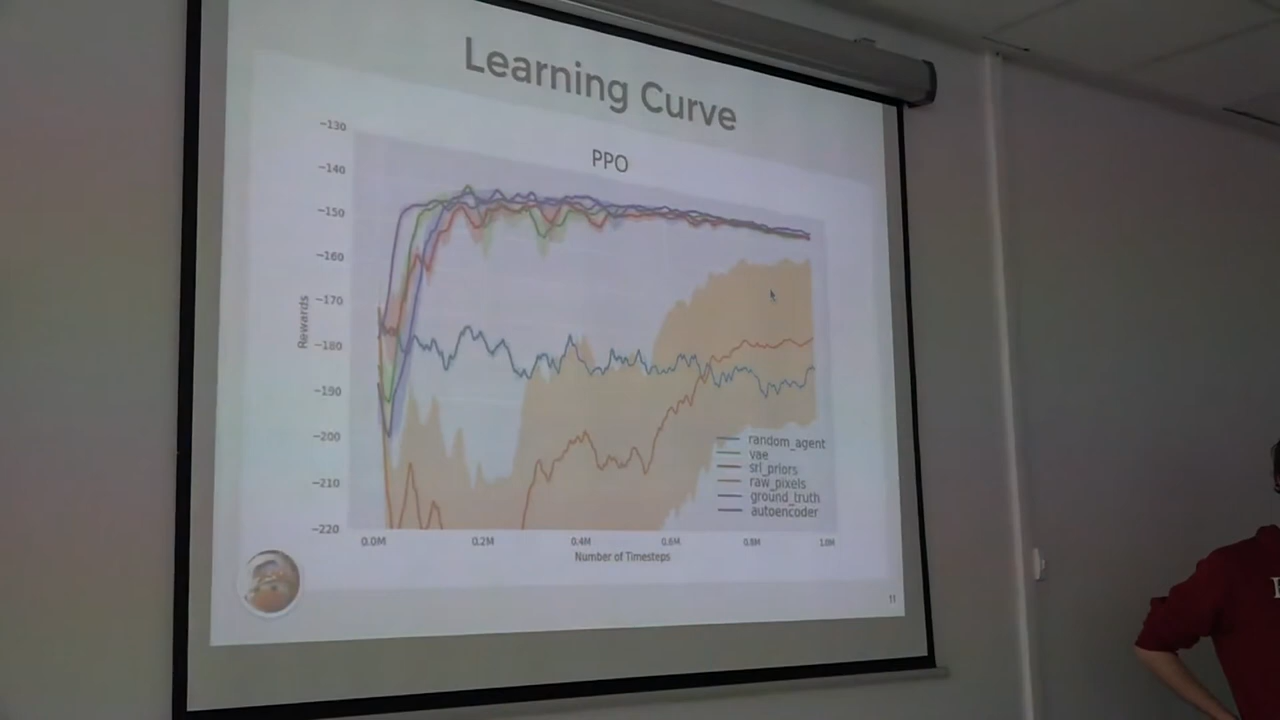 Learning Curve
PPO
−130
−140
−150
−160
−170
−180
−190
−200
−210
−220
Rewards
random_agent
vae
srl_priors
raw_pixels
ground_truth
autoencoder
0.0M 0.2M 0.4M 0.6M 0.8M 1.0M
Number of Timesteps
11